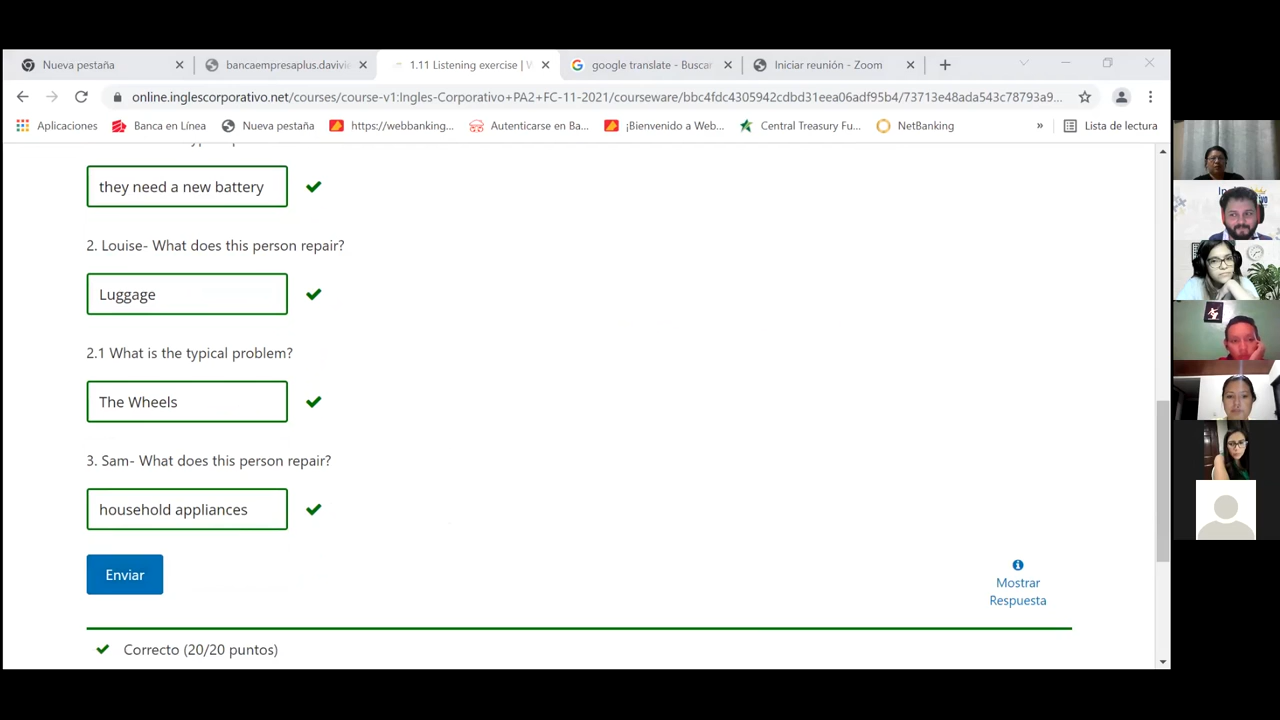 Nueva pestaña
bancaempresaplus.davivi
1.11 Listening exercise | W
google translate - Buscar
Iniciar reunión - Zoom
online.inglescorporativo.net/courses/course-v1:Ingles-Corporativo+PA2+FC-11-2021/courseware/bbc4fdc4305942cdbd31eea06adf95b4/73713e48ada543c78793a9...
Aplicaciones
Banca en Línea
Nueva pestaña
https://webbanking...
Autenticarse en Ba...
¡Bienvenido a Web...
Central Treasury Fu...
NetBanking
»
Lista de lectura
they need a new battery
2. Louise- What does this person repair?
Luggage
2.1 What is the typical problem?
The Wheels
3. Sam- What does this person repair?
household appliances
Enviar
Mostrar
Respuesta
Correcto (20/20 puntos)